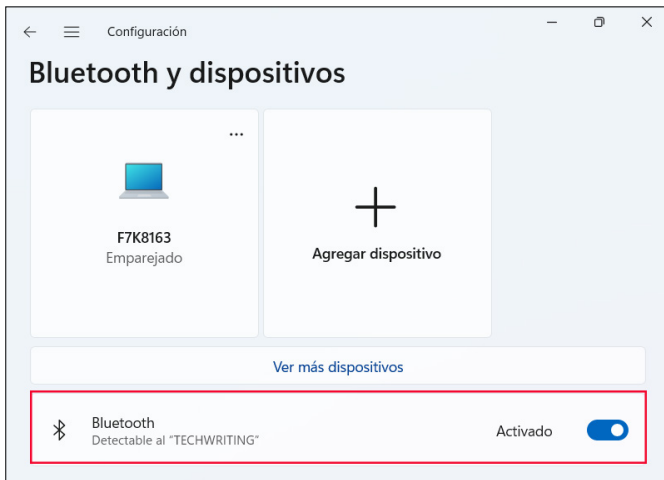 Configuración
Bluetooth y dispositivos
F7K8163
Emparejado
Agregar dispositivo
Ver más dispositivos
Bluetooth
Detectable al “TECHWRITING”
Activado